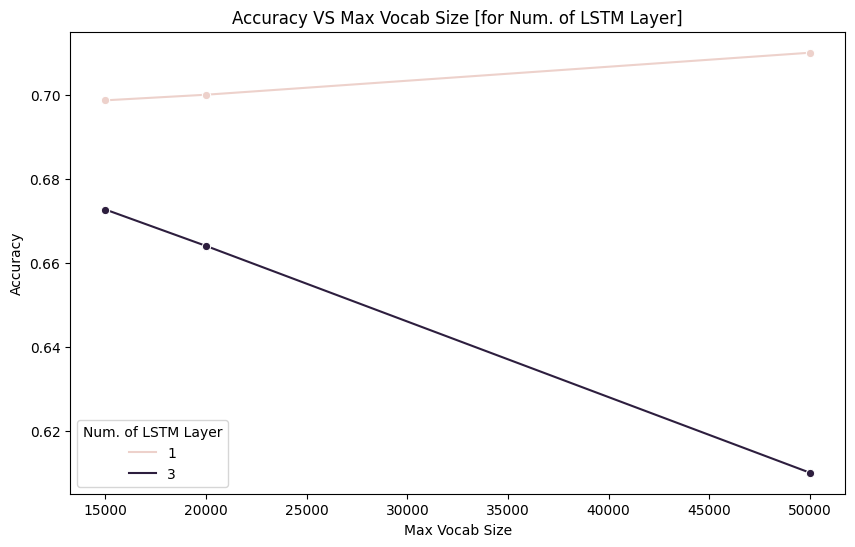 Accuracy VS Max Vocab Size [for Num. of LSTM Layer]
Accuracy
0.70
0.68
0.66
0.64
0.62
Num. of LSTM Layer
1
3
15000 20000 25000 30000 35000 40000 45000 50000
Max Vocab Size